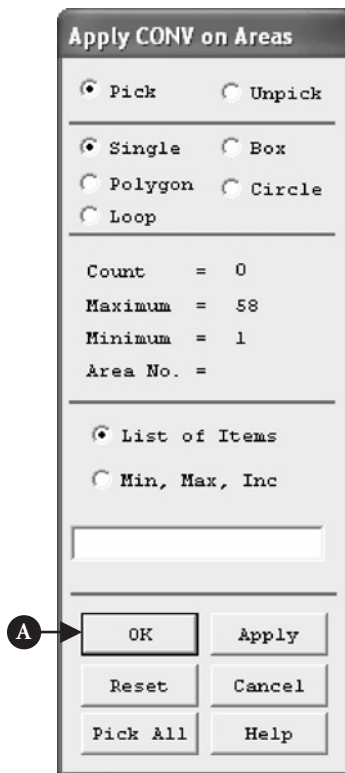 Apply CONV on Areas
Pick Unpick
Single Box
Polygon Circle
Loop
Count = 0
Maximum = 58
Minimum = 1
Area No. =
List of Items
Min, Max, Inc
A
OK Apply
Reset Cancel
Pick All Help